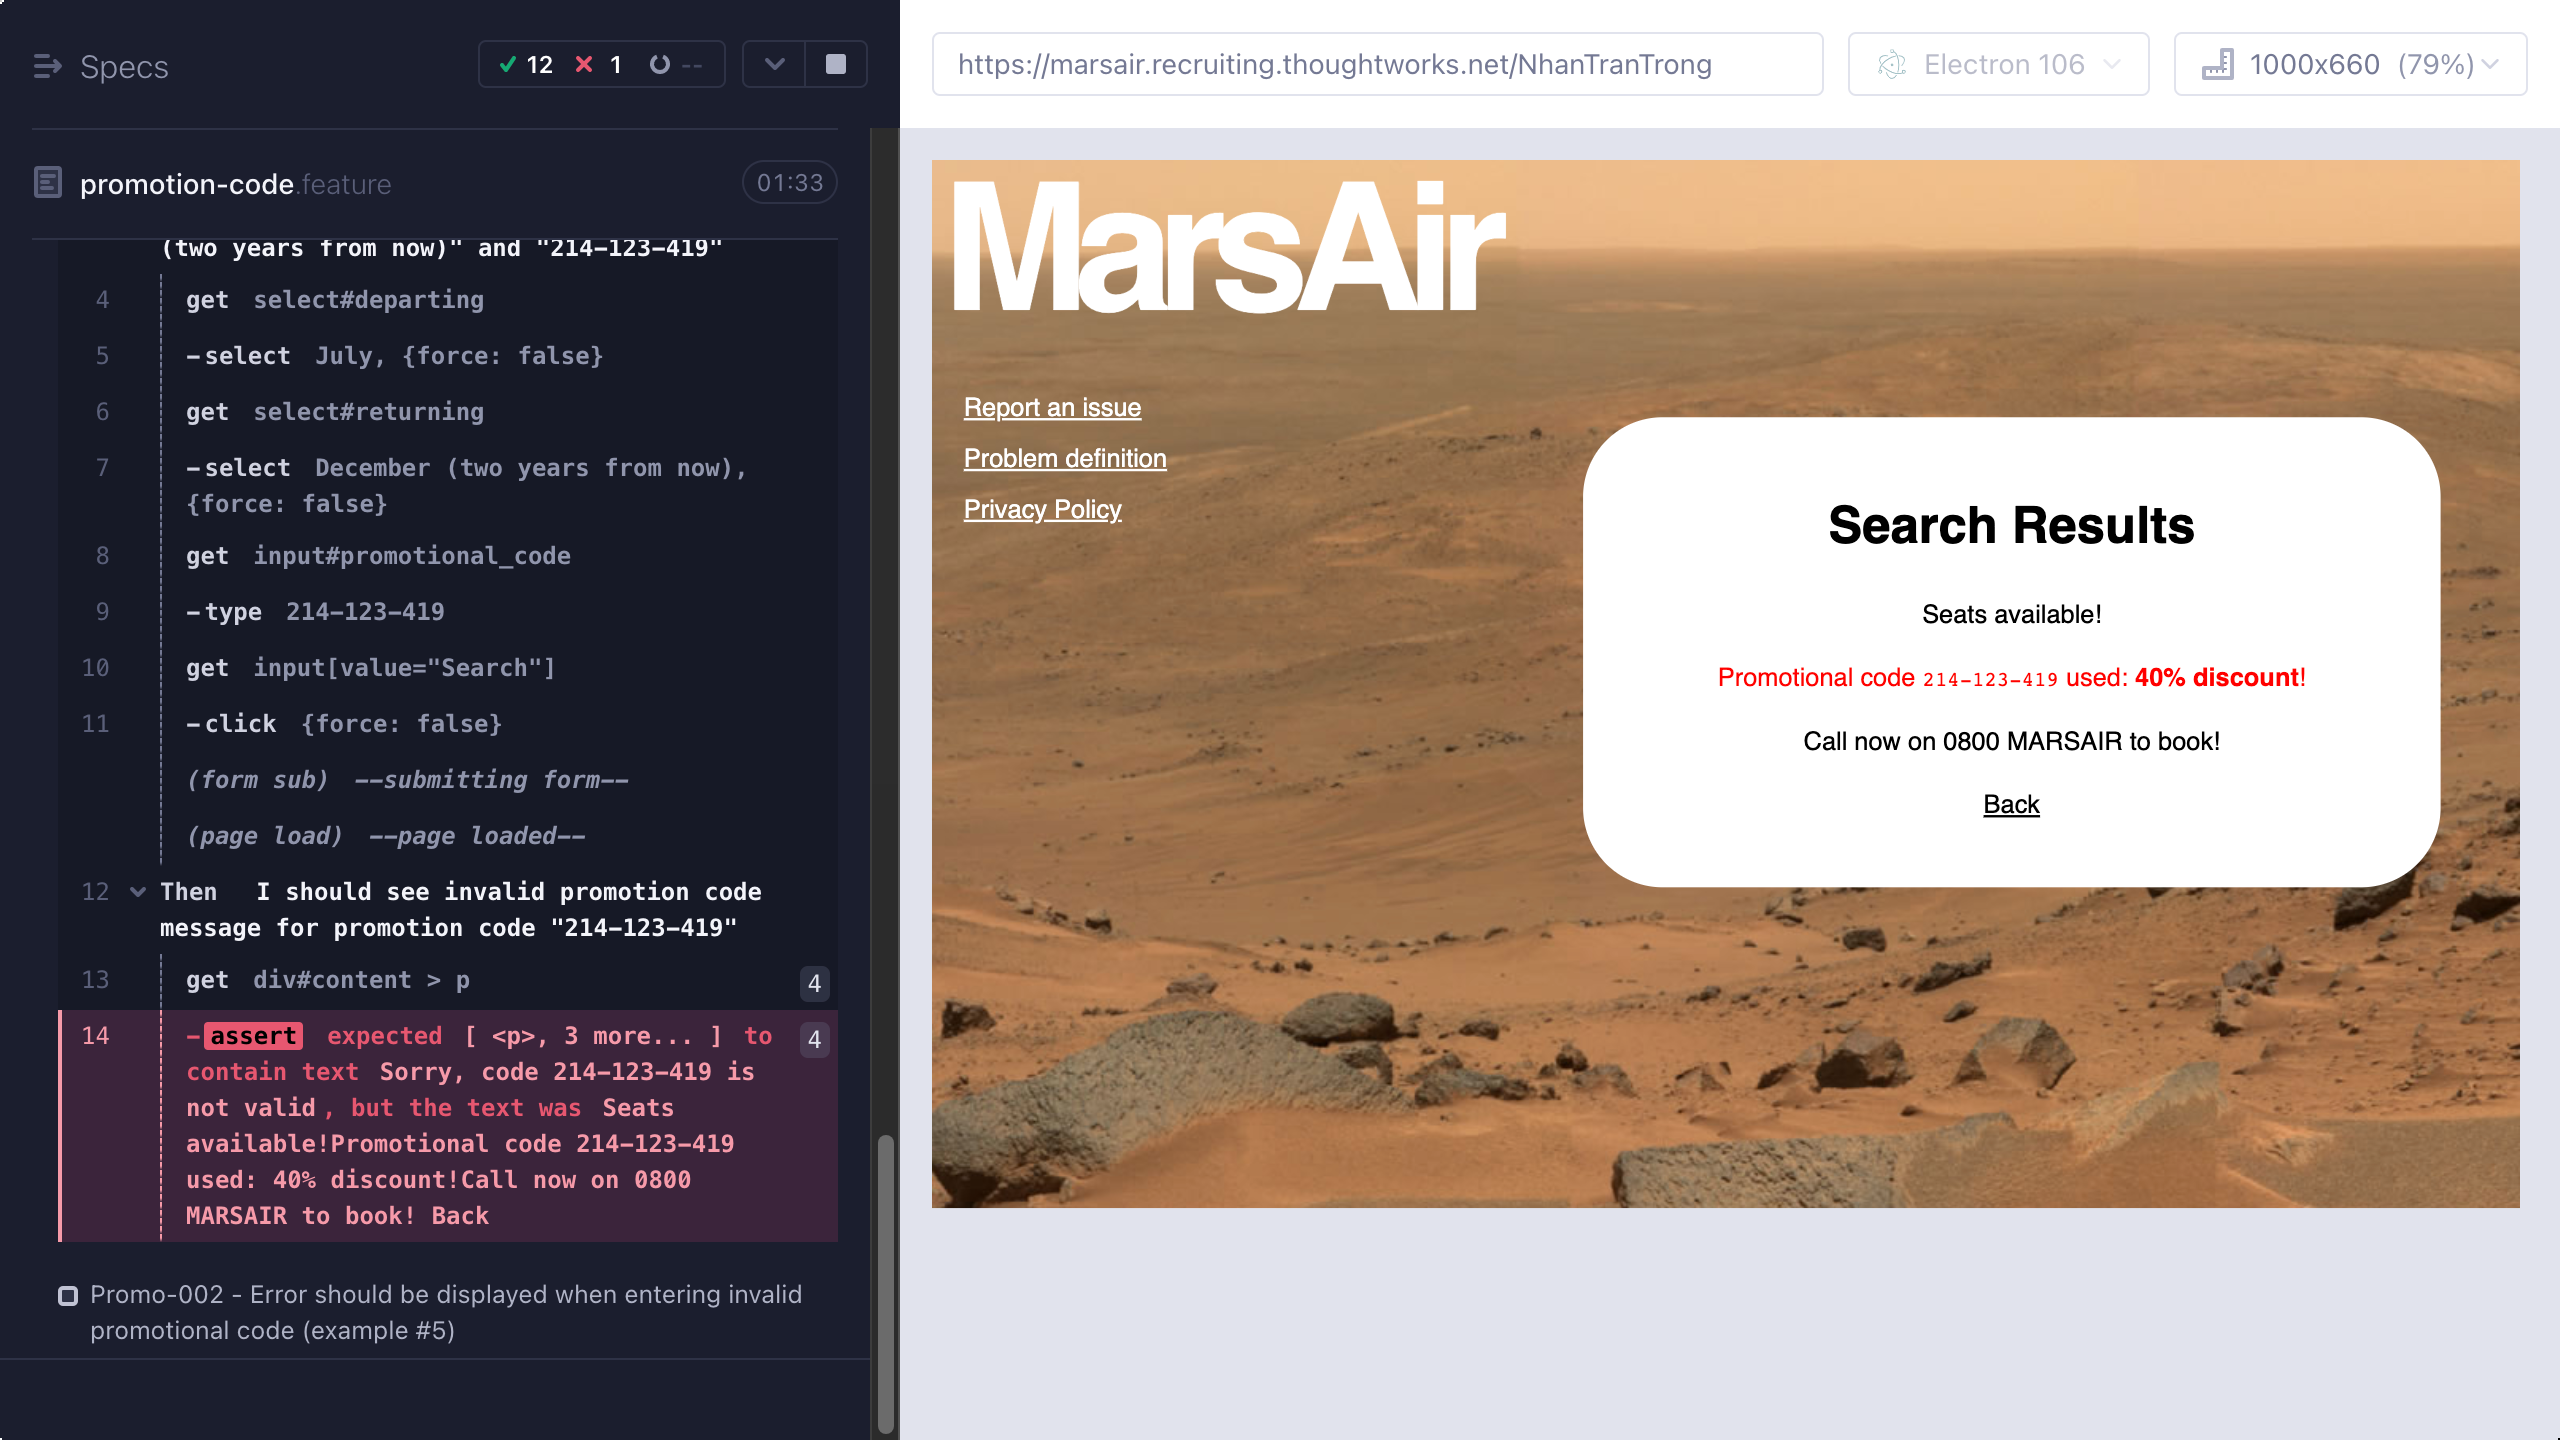 Specs
12 1 --
promotion-code.feature
01:33
(two years from now)" and "214-123-419"
4 get select#departing
5 -select July, {force: false}
6 get select#returning
7 -select December (two years from now),
{force: false}
8 get input#promotional_code
9 -type 214-123-419
10 get input[value="Search"]
11 -click {force: false}
(form sub) --submitting form--
(page load) --page loaded--
12 Then I should see invalid promotion code
message for promotion code "214-123-419"
13 get div#content > p 4
14 -assert expected [ <p>, 3 more... ] to 4
contain text Sorry, code 214-123-419 is
not valid, but the text was Seats
available!Promotional code 214-123-419
used: 40% discount!Call now on 0800
MARSAIR to book! Back
Promo-002 - Error should be displayed when entering invalid
promotional code (example #5)
https://marsair.recruiting.thoughtworks.net/NhanTranTrong
Electron 106
1000x660 (79%)
MarsAir
Report an issue
Problem definition
Privacy Policy
Search Results
Seats available!
Promotional code 214-123-419 used: 40% discount!
Call now on 0800 MARSAIR to book!
Back